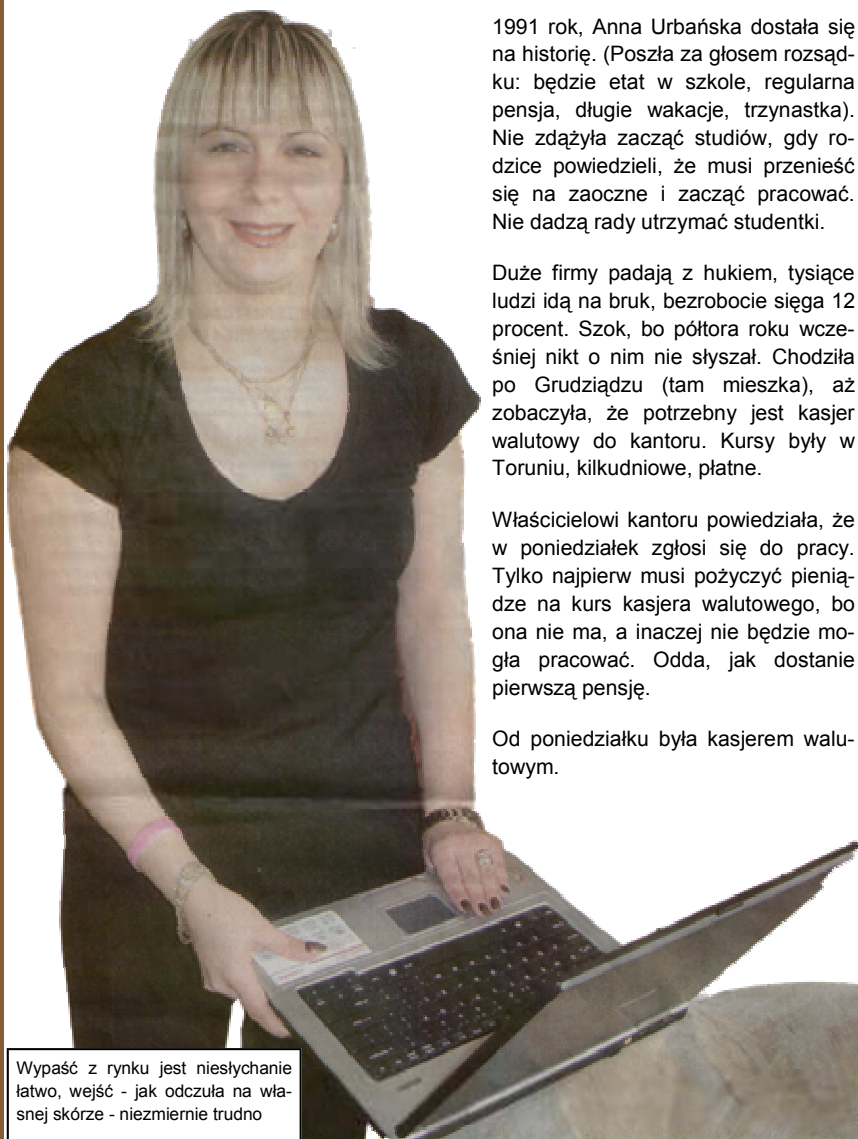 1991 rok, Anna Urbańska dostała się
na historię. (Poszła za głosem rozsąd-
ku: będzie etat w szkole, regularna
pensja, długie wakacje, trzynastka).
Nie zdążyła zacząć studiów, gdy ro-
dzice powiedzieli, że musi przenieść
się na zaoczne i zacząć pracować.
Nie dadzą rady utrzymać studentki.

Duże firmy padają z hukiem, tysiące
ludzi idą na bruk, bezrobocie sięga 12
procent. Szok, bo półtora roku wcze-
śniej nikt o nim nie słyszał. Chodziła
po Grudziądzu (tam mieszka), aż
zobaczyła, że potrzebny jest kasjer
walutowy do kantoru. Kursy były w
Toruniu, kilkudniowe, płatne.

Właścicielowi kantoru powiedziała, że
w poniedziałek zgłosi się do pracy.
Tylko najpierw musi pożyczyć pienią-
dze na kurs kasjera walutowego, bo
ona nie ma, a inaczej nie będzie mo-
gła pracować. Odda, jak dostanie
pierwszą pensję.

Od poniedziałku była kasjerem walu-
towym.

Wypaść z rynku jest niesłychanie
łatwo, wejść - jak odczuła na wła-
snej skórze - niezmiernie trudno